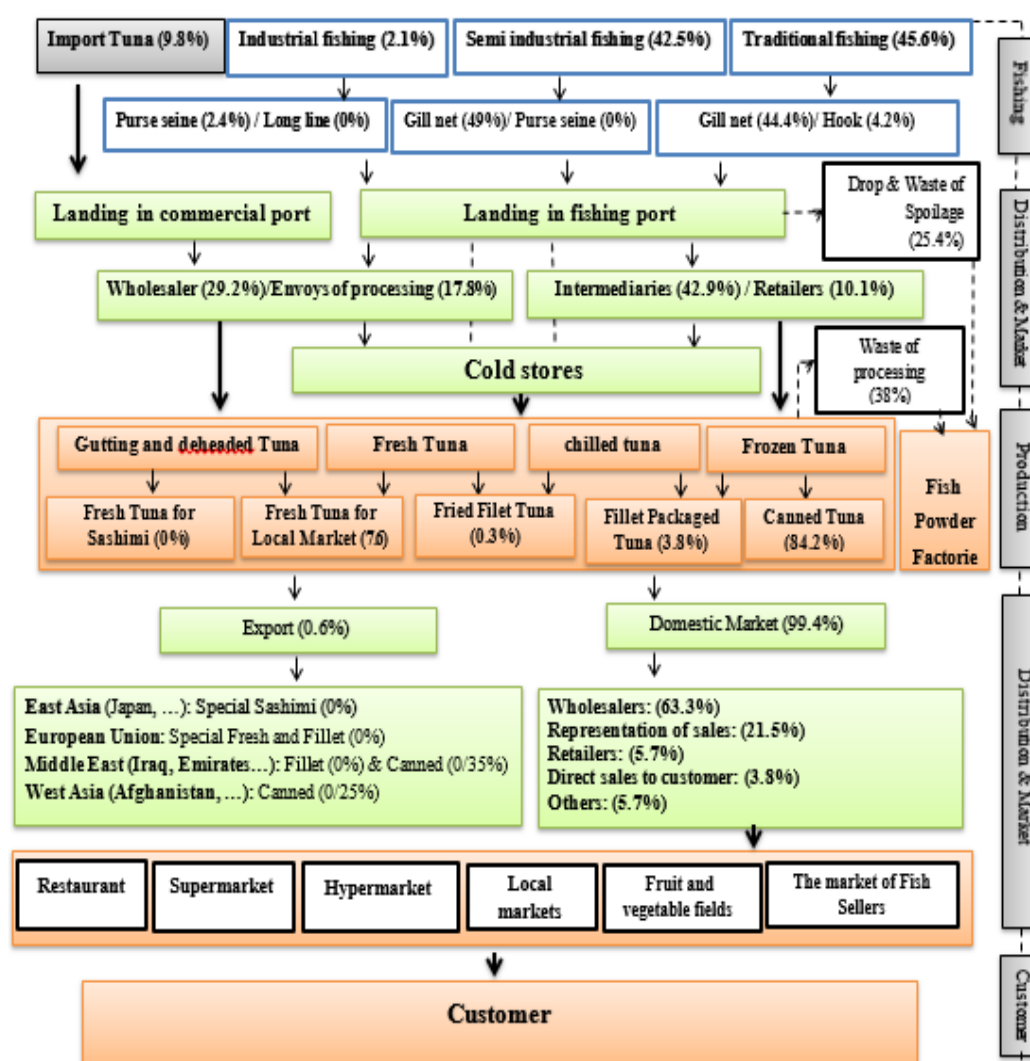 Import Tuna (9.8%)
Industrial fishing (2.1%)
Semi industrial fishing (42.5%)
Traditional fishing (45.6%)
Fishing
Purse seine (2.4%) / Long line (0%)
Gill net (49%)/ Purse seine (0%)
Gill net (44.4%)/ Hook (4.2%)
Landing in commercial port
Landing in fishing port
Drop & Waste of
Spoilage
(25.4%)
Distribution & Market
Wholesaler (29.2%)/Envoys of processing (17.8%)
Intermediaries (42.9%) / Retailers (10.1%)
Cold stores
Waste of
processing
(38%)
Gutting and deheaded Tuna
Fresh Tuna
chilled tuna
Frozen Tuna
Fresh Tuna for
Sashimi (0%)
Fresh Tuna for
Local Market (76)
Fried Filet Tuna
(0.3%)
Fillet Packaged
Tuna (3.8%)
Canned Tuna
(84.2%)
Fish
Powder
Factorie
Production
Export (0.6%)
Domestic Market (99.4%)
East Asia (Japan, …): Special Sashimi (0%)
European Union: Special Fresh and Fillet (0%)
Middle East (Iraq, Emirates…): Fillet (0%) & Canned (0/35%)
West Asia (Afghanistan, …): Canned (0/25%)
Wholesalers: (63.3%)
Representation of sales: (21.5%)
Retailers: (5.7%)
Direct sales to customer: (3.8%)
Others: (5.7%)
Distribution & Market
Restaurant
Supermarket
Hypermarket
Local
markets
Fruit and
vegetable fields
The market of Fish
Sellers
Customer
Customer